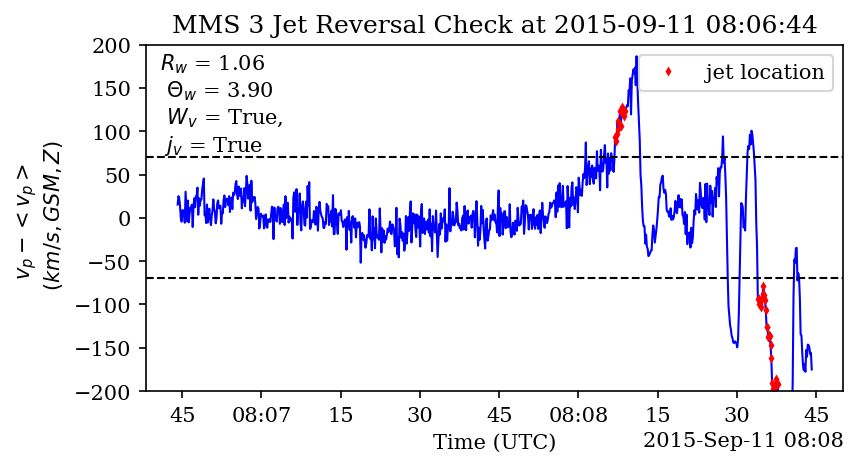 MMS 3 Jet Reversal Check at 2015-09-11 08:06:44
200
150
100
50
0
−50
−100
−150
−200
v_p − <v_p>
(km/s, GSM, Z)
R_w = 1.06
Θ_w = 3.90
W_v = True,
j_v = True
jet location
45 08:07 15 30 45 08:08 15 30 45
Time (UTC)
2015-Sep-11 08:08